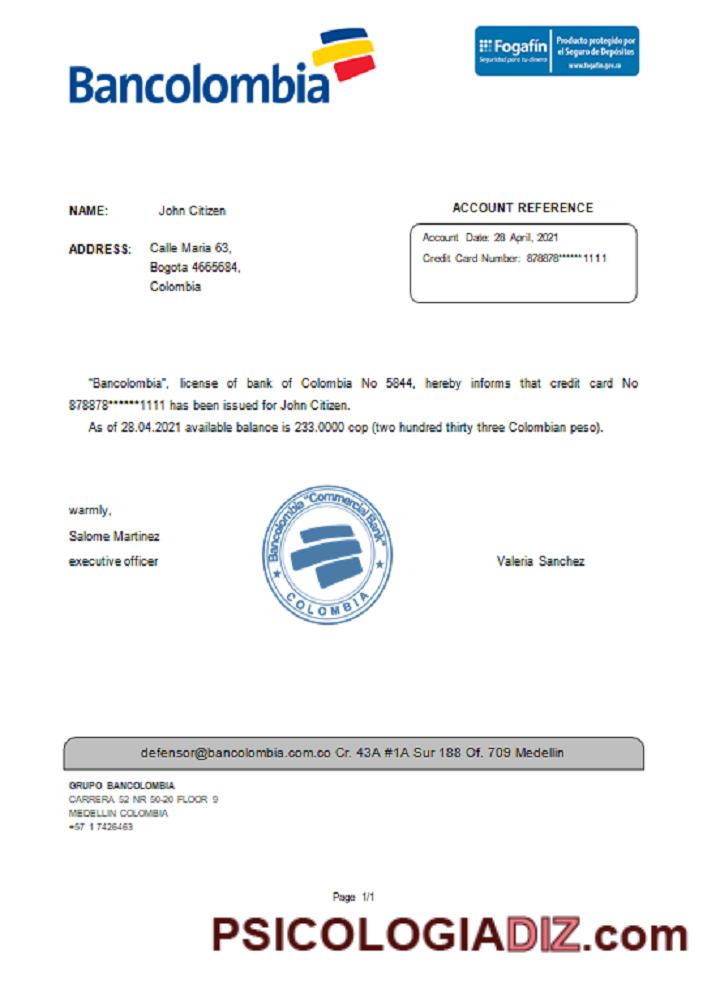 Bancolombia
Fogafín
Seguridad para tu dinero
Producto protegido por
el Seguro de Depósitos
www.fogafin.gov.co
NAME: John Citizen
ADDRESS: Calle Maria 63,
Bogota 4665684,
Colombia
ACCOUNT REFERENCE
Account Date: 28 April, 2021
Credit Card Number: 878878******1111
"Bancolombia", license of bank of Colombia No 5844, hereby informs that credit card No
878878******1111 has been issued for John Citizen.
As of 28.04.2021 available balance is 233.0000 cop (two hundred thirty three Colombian peso).
warmly,
Salome Martinez
executive officer
Bancolombia "Commercial Bank"
COLOMBIA
Valeria Sanchez
defensor@bancolombia.com.co Cr. 43A #1A Sur 188 Of. 709 Medellin
GRUPO BANCOLOMBIA
CARRERA 52 NR 50-20 FLOOR 9
MEDELLIN COLOMBIA
+57 1 7426463
Page 1/1
PSICOLOGIADIZ.com